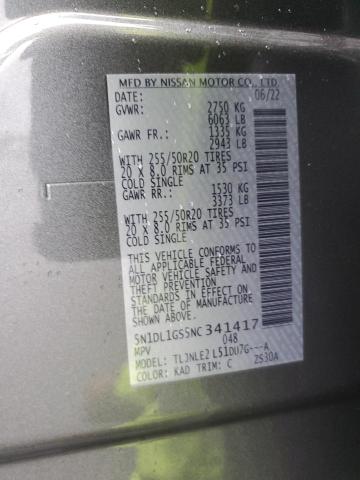 MFD BY NISSAN MOTOR CO., LTD
DATE: 06/22
GVWR: 2750 KG
6063 LB
GAWR FR.: 1335 KG
2943 LB
WITH 255/50R20 TIRES
20 X 8.0 RIMS AT 35 PSI
COLD SINGLE
GAWR RR.: 1530 KG
3373 LB
WITH 255/50R20 TIRES
20 X 8.0 RIMS AT 35 PSI
COLD SINGLE
THIS VEHICLE CONFORMS TO
ALL APPLICABLE FEDERAL
MOTOR VEHICLE SAFETY
AND THEFT PREVENTION
STANDARDS IN EFFECT ON
THE DATE OF MANUFACTURE
SHOWN ABOVE.
5N1DL1GS5NC341417
MPV 048
MODEL: TLJNLE2 L51DU7G---A
COLOR: KAD TRIM: C ZS30A